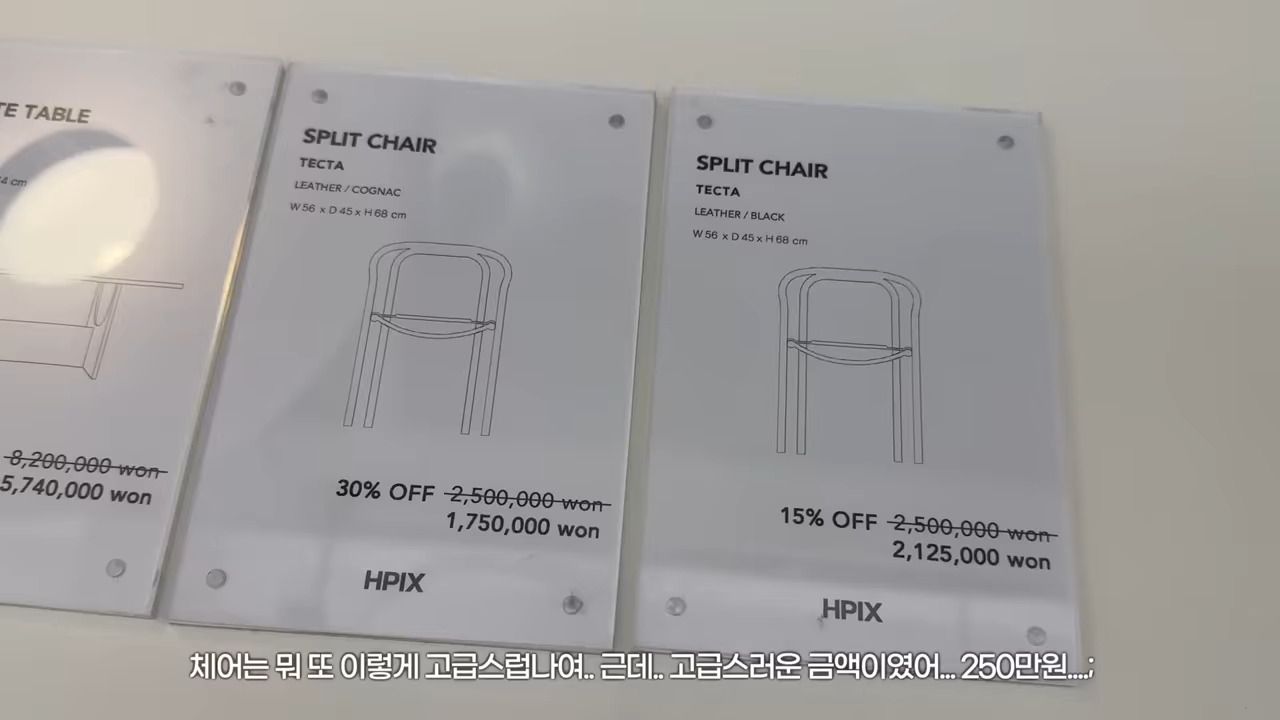 TE TABLE
4 cm
8,200,000 won
5,740,000 won
SPLIT CHAIR
TECTA
LEATHER / COGNAC
W 56 x D 45 x H 68 cm
30% OFF 2,500,000 won
1,750,000 won
HPIX
SPLIT CHAIR
TECTA
LEATHER / BLACK
W 56 x D 45 x H 68 cm
15% OFF 2,500,000 won
2,125,000 won
HPIX
체어는 뭐 또 이렇게 고급스럽나여.. 근데.. 고급스러운 금액이였어... 250만원....;